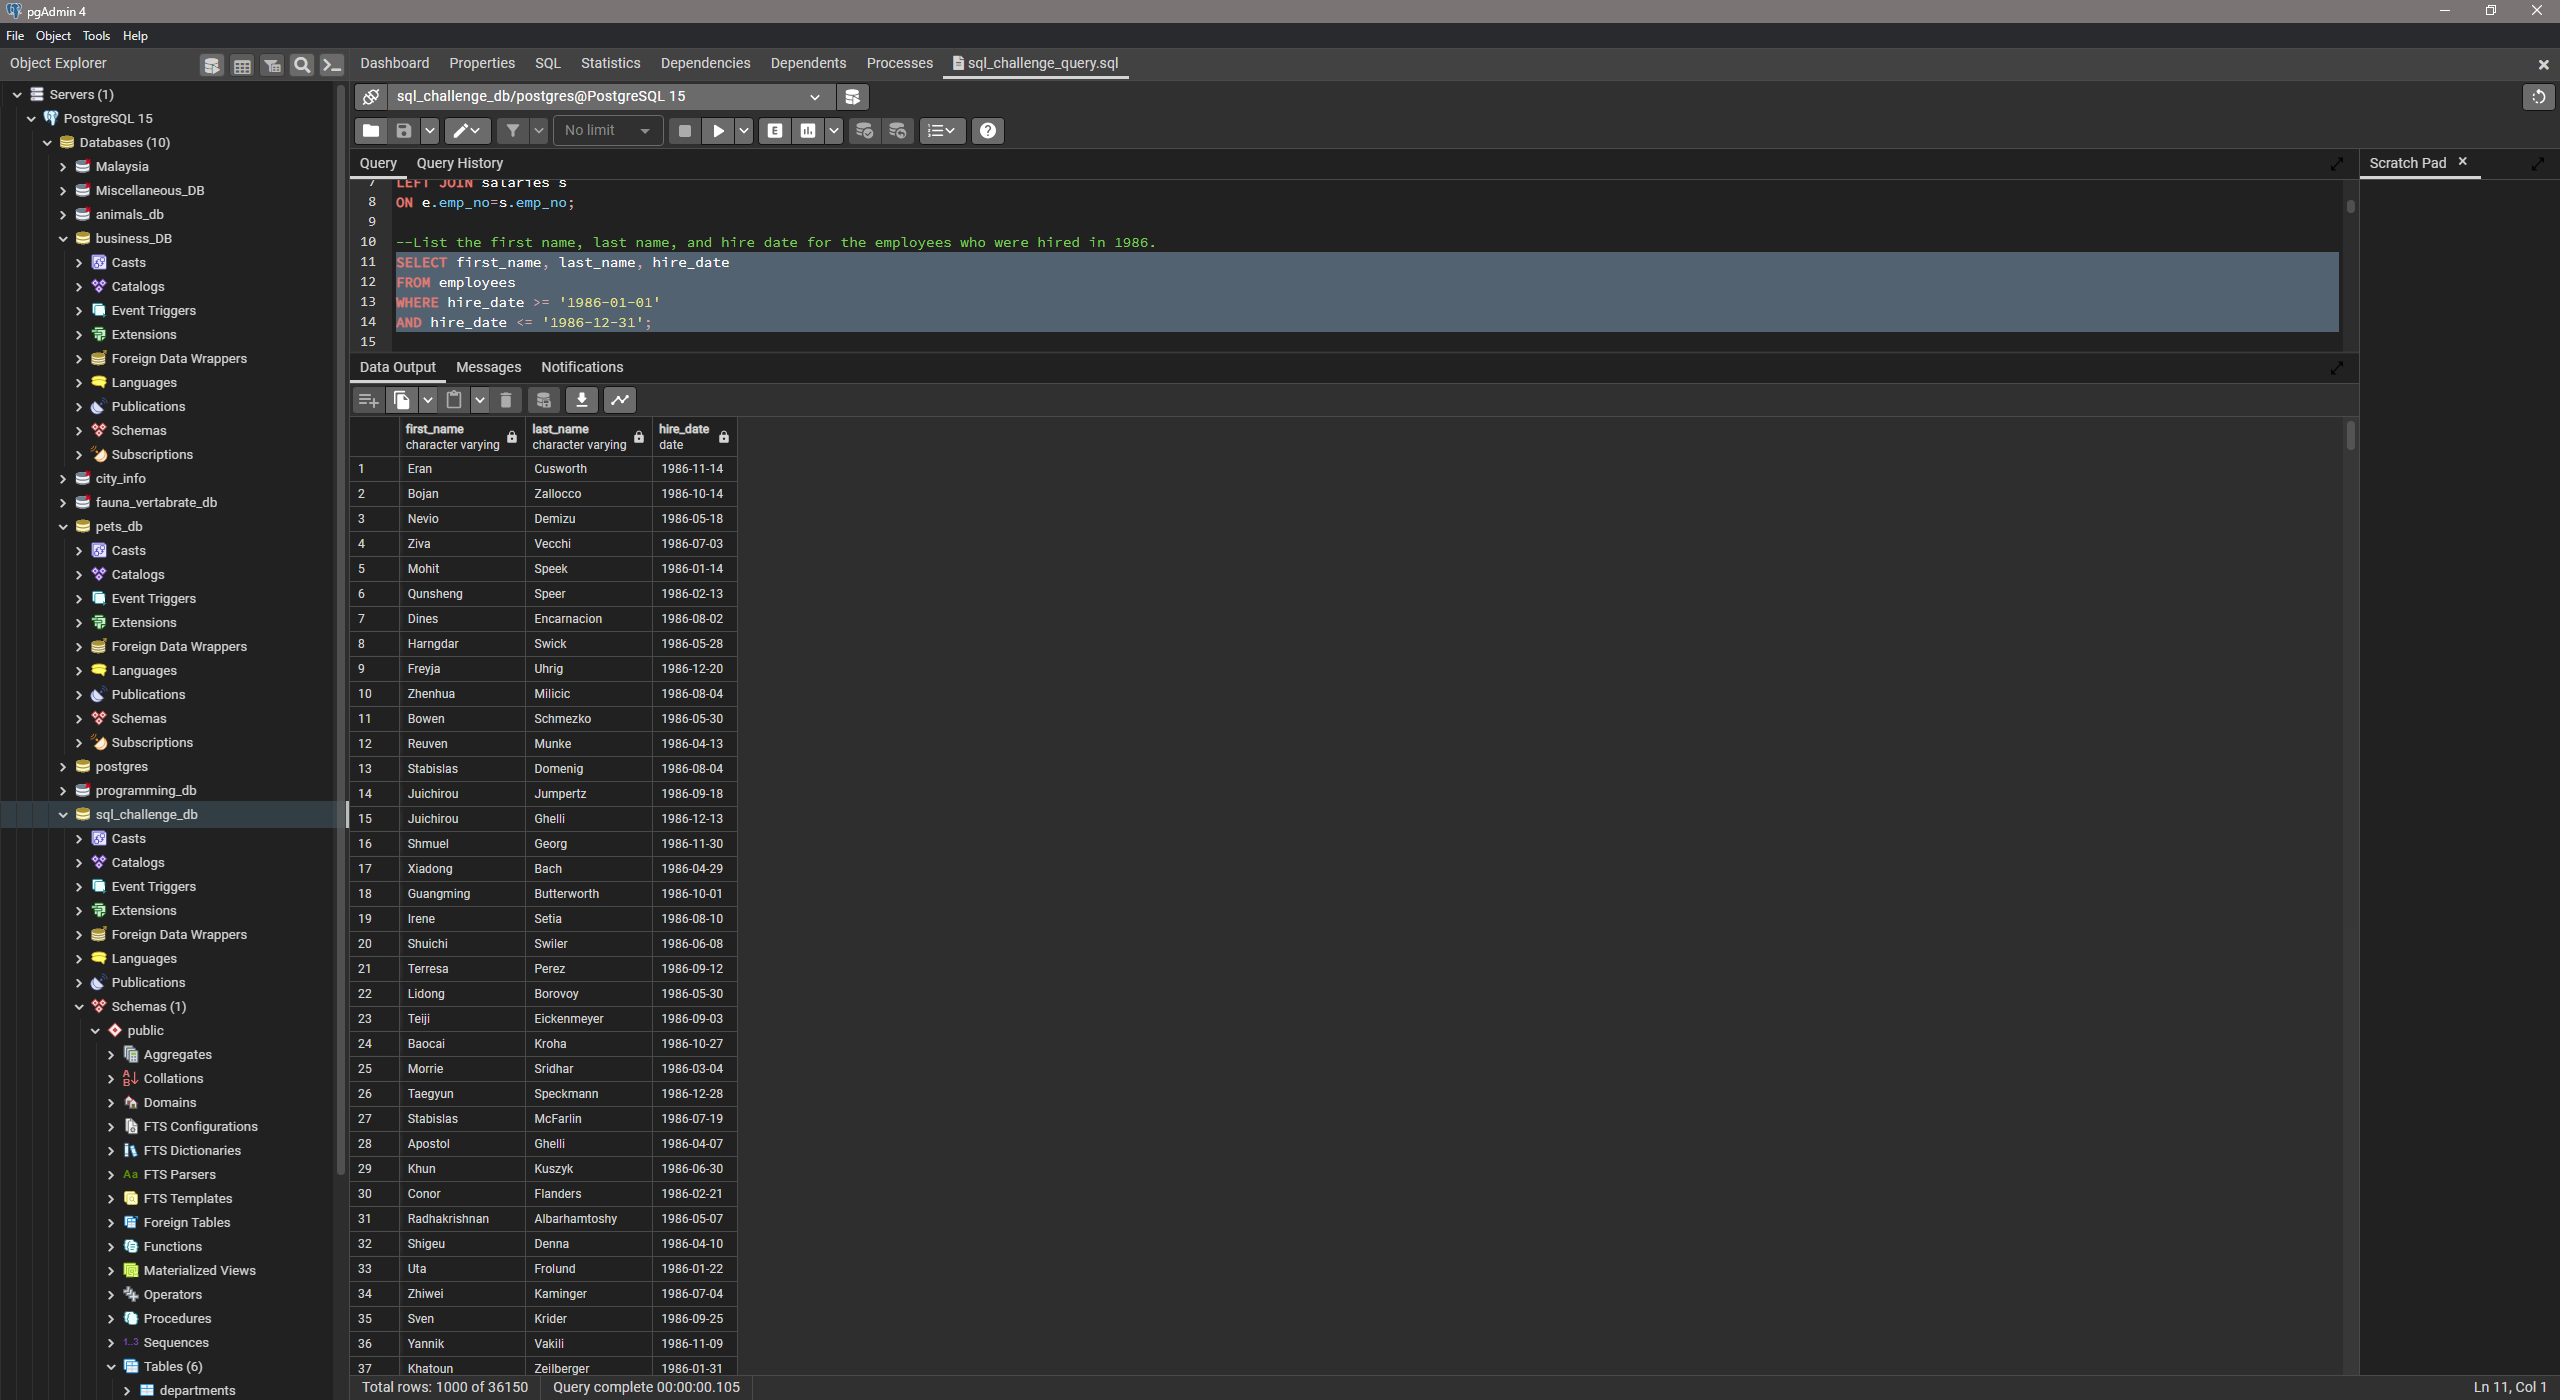 pgAdmin 4
File Object Tools Help
Object Explorer
Dashboard Properties SQL Statistics Dependencies Dependents Processes sql_challenge_query.sql
Servers (1)
PostgreSQL 15
Databases (10)
Malaysia
Miscellaneous_DB
animals_db
business_DB
Casts
Catalogs
Event Triggers
Extensions
Foreign Data Wrappers
Languages
Publications
Schemas
Subscriptions
city_info
fauna_vertabrate_db
pets_db
Casts
Catalogs
Event Triggers
Extensions
Foreign Data Wrappers
Languages
Publications
Schemas
Subscriptions
postgres
programming_db
sql_challenge_db
Casts
Catalogs
Event Triggers
Extensions
Foreign Data Wrappers
Languages
Publications
Schemas (1)
public
Aggregates
Collations
Domains
FTS Configurations
FTS Dictionaries
Aa FTS Parsers
FTS Templates
Foreign Tables
Functions
Materialized Views
Operators
Procedures
1..3 Sequences
Tables (6)
departments
sql_challenge_db/postgres@PostgreSQL 15
No limit
E
Query Query History
Scratch Pad
7 LEFT JOIN salaries s
8 ON e.emp_no=s.emp_no;
9
10 --List the first name, last name, and hire date for the employees who were hired in 1986.
11 SELECT first_name, last_name, hire_date
12 FROM employees
13 WHERE hire_date >= '1986-01-01'
14 AND hire_date <= '1986-12-31';
15
Data Output Messages Notifications
first_name last_name hire_date
character varying character varying date
1 Eran Cusworth 1986-11-14
2 Bojan Zallocco 1986-10-14
3 Nevio Demizu 1986-05-18
4 Ziva Vecchi 1986-07-03
5 Mohit Speek 1986-01-14
6 Qunsheng Speer 1986-02-13
7 Dines Encarnacion 1986-08-02
8 Harngdar Swick 1986-05-28
9 Freyja Uhrig 1986-12-20
10 Zhenhua Milicic 1986-08-04
11 Bowen Schmezko 1986-05-30
12 Reuven Munke 1986-04-13
13 Stabislas Domenig 1986-08-04
14 Juichirou Jumpertz 1986-09-18
15 Juichirou Ghelli 1986-12-13
16 Shmuel Georg 1986-11-30
17 Xiadong Bach 1986-04-29
18 Guangming Butterworth 1986-10-01
19 Irene Setia 1986-08-10
20 Shuichi Swiler 1986-06-08
21 Terresa Perez 1986-09-12
22 Lidong Borovoy 1986-05-30
23 Teiji Eickenmeyer 1986-09-03
24 Baocai Kroha 1986-10-27
25 Morrie Sridhar 1986-03-04
26 Taegyun Speckmann 1986-12-28
27 Stabislas McFarlin 1986-07-19
28 Apostol Ghelli 1986-04-07
29 Khun Kuszyk 1986-06-30
30 Conor Flanders 1986-02-21
31 Radhakrishnan Albarhamtoshy 1986-05-07
32 Shigeu Denna 1986-04-10
33 Uta Frolund 1986-01-22
34 Zhiwei Kaminger 1986-07-04
35 Sven Krider 1986-09-25
36 Yannik Vakili 1986-11-09
37 Khatoun Zeilberger 1986-01-31
Total rows: 1000 of 36150 Query complete 00:00:00.105
Ln 11, Col 1